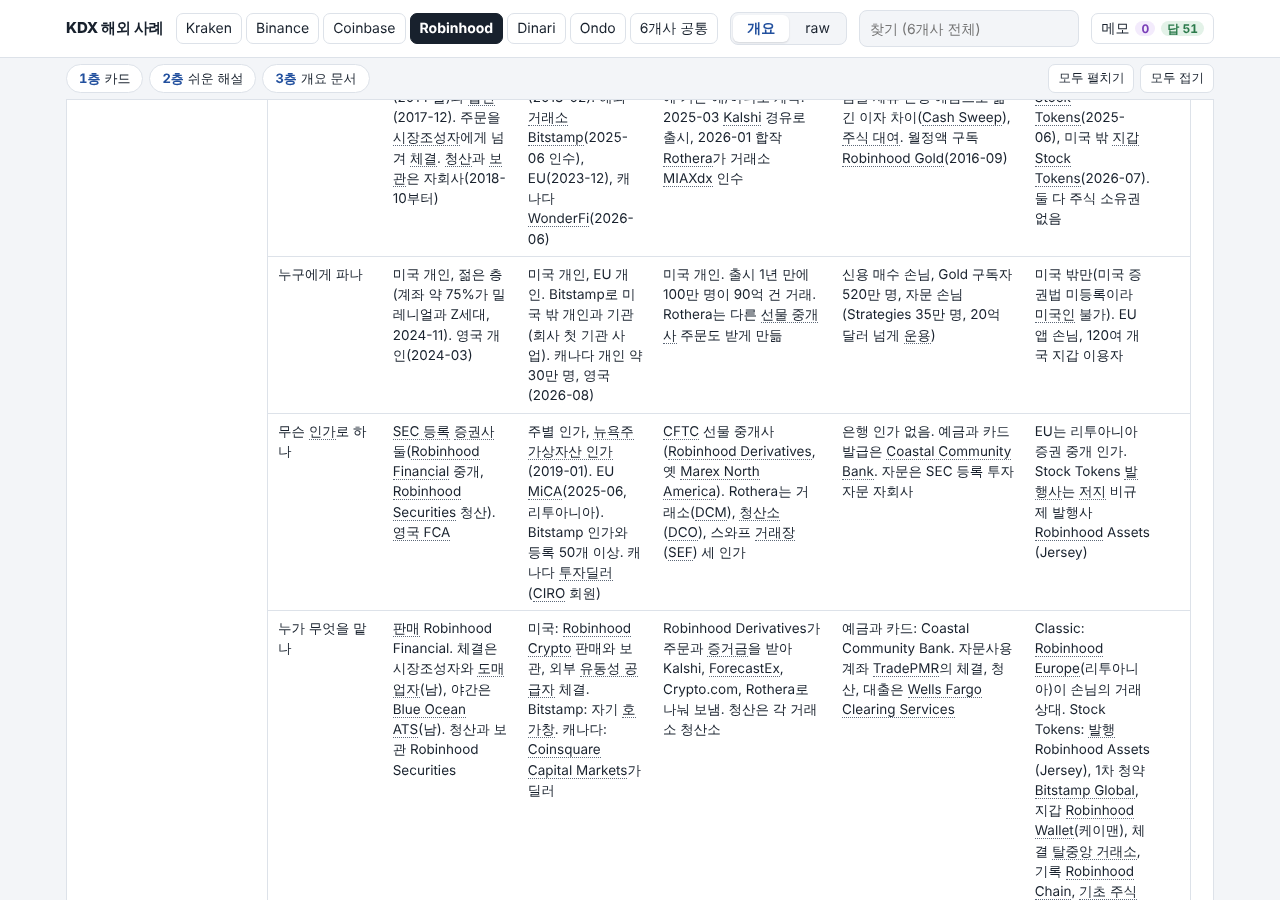 KDX 해외 사례 Kraken Binance Coinbase Robinhood Dinari Ondo 6개사 공통 개요 raw 찾기 (6개사 전체) 메모 0 답 51
1층 카드 2층 쉬운 해설 3층 개요 문서 모두 펼치기 모두 접기
(2017-12). 주문을
시장조성자에게 넘
겨 체결. 청산과 보
관은 자회사(2018-
10부터)
거래소
Bitstamp(2025-
06 인수),
EU(2023-12), 캐
나다
WonderFi(2026-
06)
2025-03 Kalshi 경유로
출시, 2026-01 합작
Rothera가 거래소
MIAXdx 인수
긴 이자 차이(Cash Sweep),
주식 대여. 월정액 구독
Robinhood Gold(2016-09)
Stock
Tokens(2025-
06), 미국 밖 지갑
Stock
Tokens(2026-07).
둘 다 주식 소유권
없음
누구에게 파나
미국 개인, 젊은 층
(계좌 약 75%가 밀
레니얼과 Z세대,
2024-11). 영국 개
인(2024-03)
미국 개인, EU 개
인. Bitstamp로 미
국 밖 개인과 기관
(회사 첫 기관 사
업). 캐나다 개인 약
30만 명, 영국
(2026-08)
미국 개인. 출시 1년 만에
100만 명이 90억 건 거래.
Rothera는 다른 선물 중개
사 주문도 받게 만듦
신용 매수 손님, Gold 구독자
520만 명, 자문 손님
(Strategies 35만 명, 20억
달러 넘게 운용)
미국 밖만(미국 증
권법 미등록이라
미국인 불가). EU
앱 손님, 120여 개
국 지갑 이용자
무슨 인가로 하
나
SEC 등록 증권사
둘(Robinhood
Financial 중개,
Robinhood
Securities 청산).
영국 FCA
주별 인가, 뉴욕주
가상자산 인가
(2019-01). EU
MiCA(2025-06,
리투아니아).
Bitstamp 인가와
등록 50개 이상. 캐
나다 투자딜러
(CIRO 회원)
CFTC 선물 중개사
(Robinhood Derivatives,
옛 Marex North
America). Rothera는 거
래소(DCM), 청산소
(DCO), 스와프 거래장
(SEF) 세 인가
은행 인가 없음. 예금과 카드
발급은 Coastal Community
Bank. 자문은 SEC 등록 투자
자문 자회사
EU는 리투아니아
증권 중개 인가.
Stock Tokens 발
행사는 저지 비규
제 발행사
Robinhood Assets
(Jersey)
누가 무엇을 맡
나
판매 Robinhood
Financial. 체결은
시장조성자와 도매
업자(남), 야간은
Blue Ocean
ATS(남). 청산과 보
관 Robinhood
Securities
미국: Robinhood
Crypto 판매와 보
관, 외부 유동성 공
급자 체결.
Bitstamp: 자기 호
가창. 캐나다:
Coinsquare
Capital Markets가
딜러
Robinhood Derivatives가
주문과 증거금을 받아
Kalshi, ForecastEx,
Crypto.com, Rothera로
나눠 보냄. 청산은 각 거래
소 청산소
예금과 카드: Coastal
Community Bank. 자문사용
계좌 TradePMR의 체결, 청
산, 대출은 Wells Fargo
Clearing Services
Classic:
Robinhood
Europe(리투아니
아)이 손님의 거래
상대. Stock
Tokens: 발행
Robinhood Assets
(Jersey), 1차 청약
Bitstamp Global,
지갑 Robinhood
Wallet(케이맨), 체
결 탈중앙 거래소,
기록 Robinhood
Chain, 기초 주식